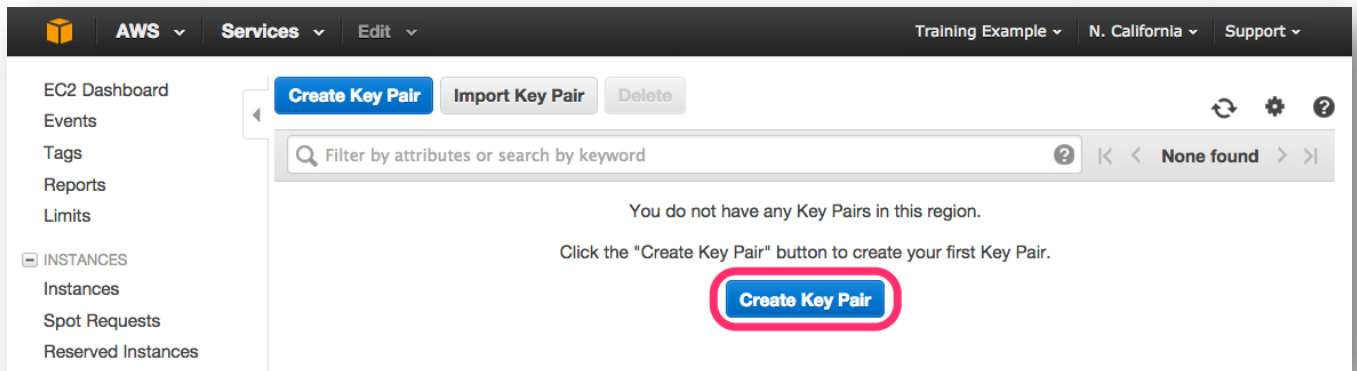 AWS Services Edit Training Example N. California Support
EC2 Dashboard
Events
Tags
Reports
Limits
INSTANCES
Instances
Spot Requests
Reserved Instances
Create Key Pair Import Key Pair Delete
Filter by attributes or search by keyword None found
You do not have any Key Pairs in this region.
Click the "Create Key Pair" button to create your first Key Pair.
Create Key Pair